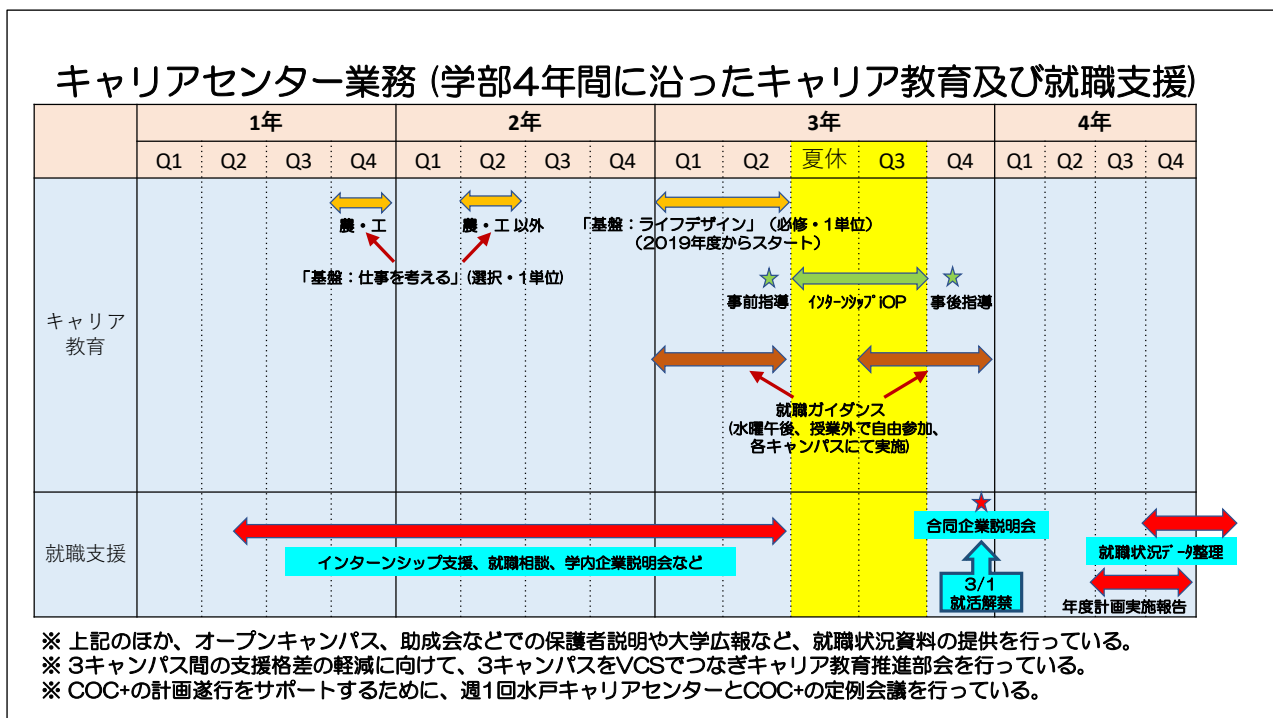 キャリアセンター業務 (学部4年間に沿ったキャリア教育及び就職支援)
1年 2年 3年 4年
Q1 Q2 Q3 Q4 Q1 Q2 Q3 Q4 Q1 Q2 夏休 Q3 Q4 Q1 Q2 Q3 Q4
キャリア
教育
農・工
農・工 以外
「基盤：仕事を考える」(選択・1単位)
「基盤：ライフデザイン」（必修・1単位）
（2019年度からスタート）
事前指導
ｲﾝﾀｰﾝｼｯﾌﾟiOP
事後指導
就職ガイダンス
(水曜午後、授業外で自由参加、
各キャンパスにて実施)
就職支援
インターンシップ支援、就職相談、学内企業説明会など
合同企業説明会
3/1
就活解禁
就職状況ﾃﾞｰﾀ整理
年度計画実施報告
※ 上記のほか、オープンキャンパス、助成会などでの保護者説明や大学広報など、就職状況資料の提供を行っている。
※ 3キャンパス間の支援格差の軽減に向けて、3キャンパスをVCSでつなぎキャリア教育推進部会を行っている。
※ COC+の計画遂行をサポートするために、週1回水戸キャリアセンターとCOC+の定例会議を行っている。